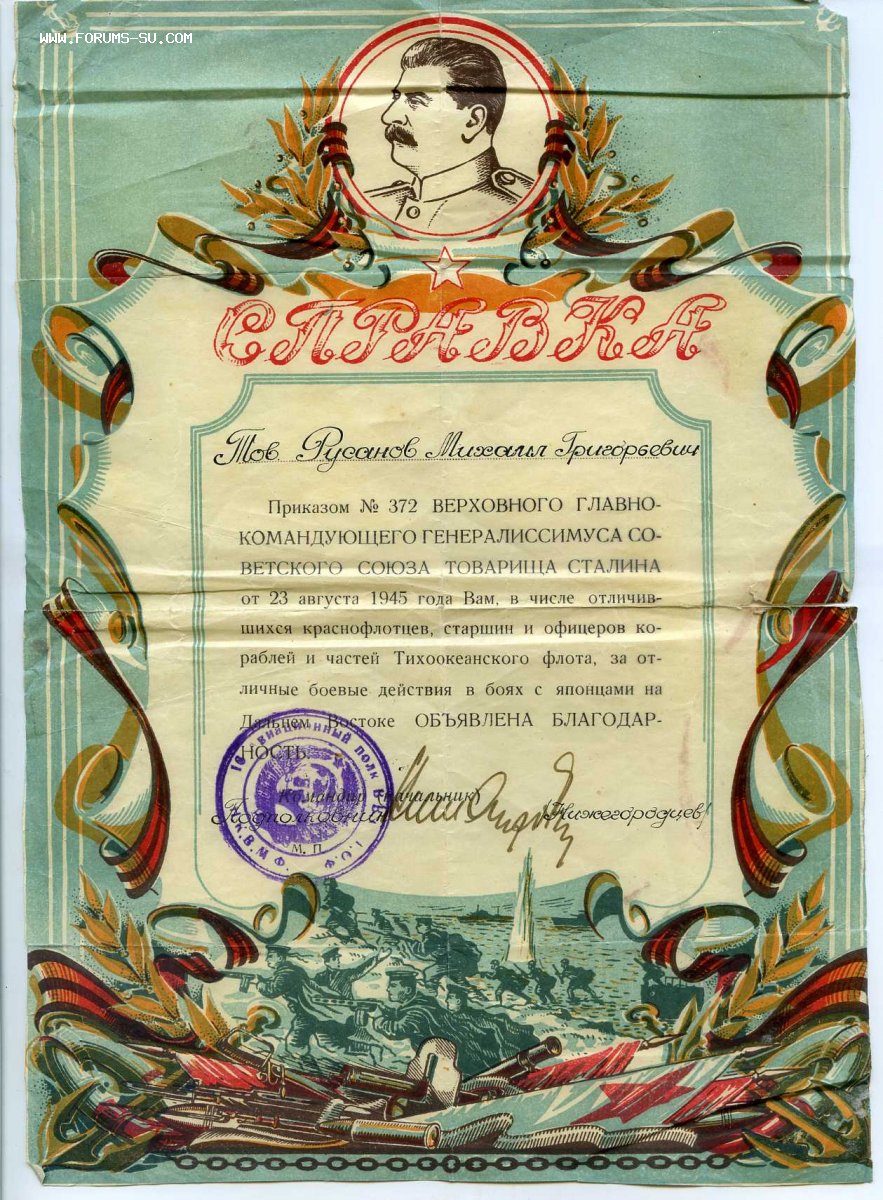 WWW.FORUMS-SU.COM
СПРАВКА
Тов Русанов Михаил Григорьевич
Приказом № 372 ВЕРХОВНОГО ГЛАВНО-
КОМАНДУЮЩЕГО ГЕНЕРАЛИССИМУСА СО-
ВЕТСКОГО СОЮЗА ТОВАРИЩА СТАЛИНА
от 23 августа 1945 года Вам, в числе отличив-
шихся краснофлотцев, старшин и офицеров ко-
раблей и частей Тихоокеанского флота, за от-
личные боевые действия в боях с японцами на
Дальнем Востоке ОБЪЯВЛЕНА БЛАГОДАР-
НОСТЬ.
Командир (начальник)
Подполковник /Нижегородцев/
М. П.
полк
В.М.Ф.